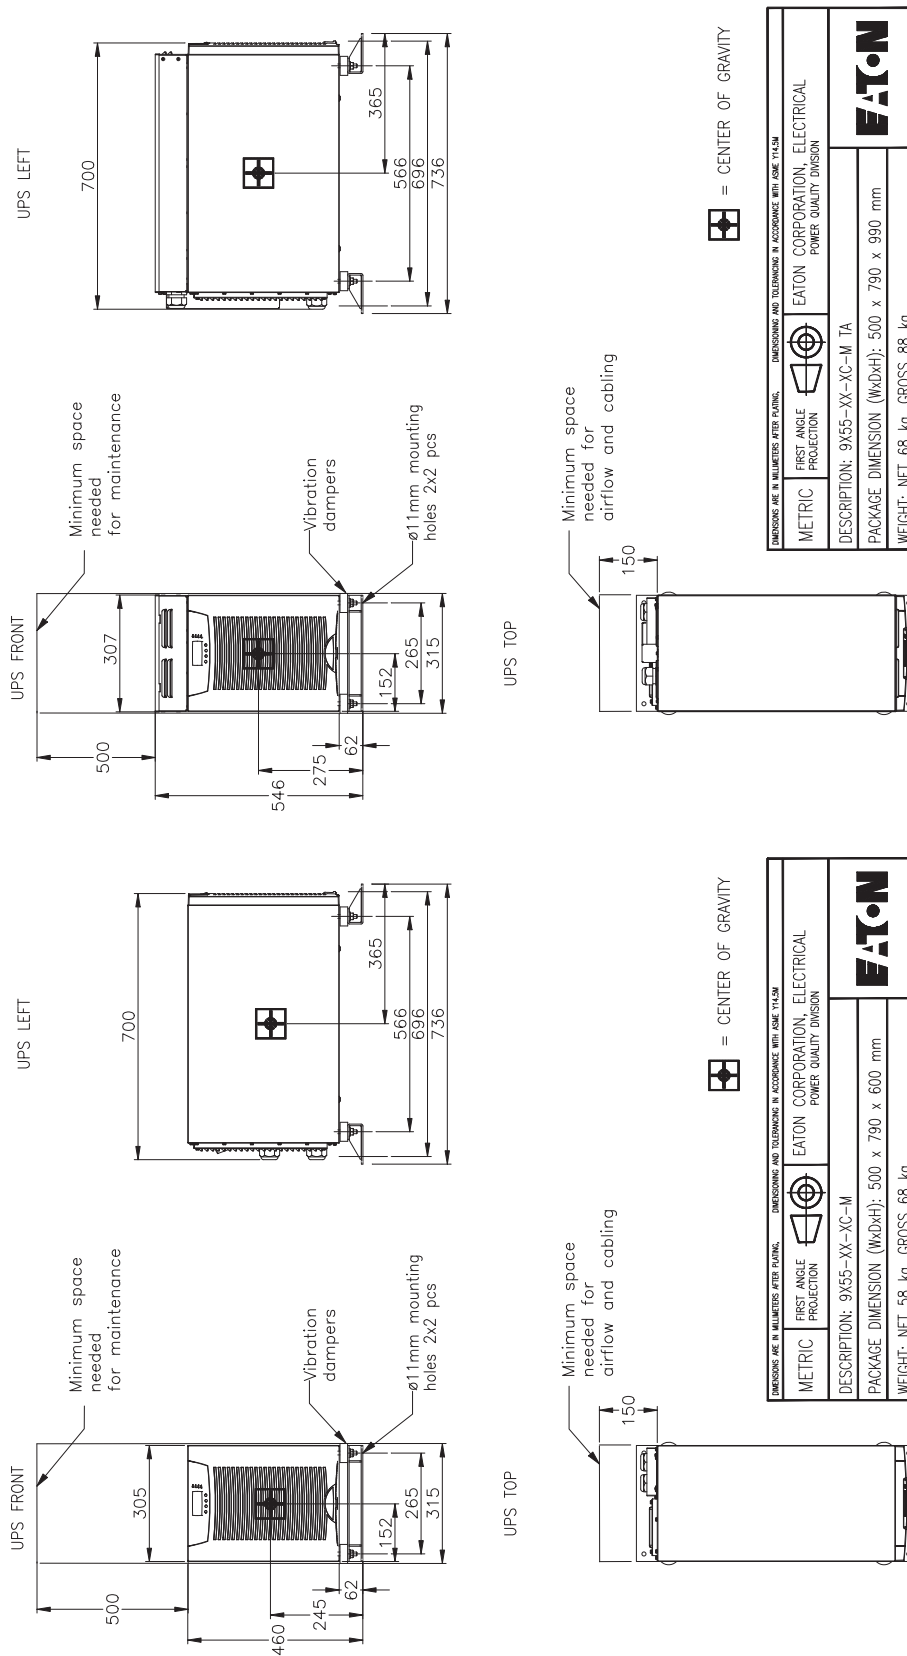 UPS FRONT
Minimum space
needed
for maintenance
500
305
460
245
62
152
265
315
Vibration
dampers
ø11mm mounting
holes 2x2 pcs
UPS LEFT
700
365
566
696
736
UPS TOP
Minimum space
needed for
airflow and cabling
150
= CENTER OF GRAVITY
DIMENSIONS ARE IN MILLIMETERS AFTER PLATING. DIMENSIONING AND TOLERANCING IN ACCORDANCE WITH ASME Y14.5M
METRIC
FIRST ANGLE
PROJECTION
EATON CORPORATION, ELECTRICAL
POWER QUALITY DIVISION
DESCRIPTION: 9X55-XX-XC-M
PACKAGE DIMENSION (WxDxH): 500 x 790 x 600 mm
WEIGHT: NET 58 kg, GROSS 68 kg
EATON
UPS FRONT
Minimum space
needed
for maintenance
500
307
546
275
62
152
265
315
Vibration
dampers
ø11mm mounting
holes 2x2 pcs
UPS LEFT
700
365
566
696
736
UPS TOP
Minimum space
needed for
airflow and cabling
150
= CENTER OF GRAVITY
DIMENSIONS ARE IN MILLIMETERS AFTER PLATING. DIMENSIONING AND TOLERANCING IN ACCORDANCE WITH ASME Y14.5M
METRIC
FIRST ANGLE
PROJECTION
EATON CORPORATION, ELECTRICAL
POWER QUALITY DIVISION
DESCRIPTION: 9X55-XX-XC-M TA
PACKAGE DIMENSION (WxDxH): 500 x 790 x 990 mm
WEIGHT: NET 68 kg, GROSS 88 kg
EATON